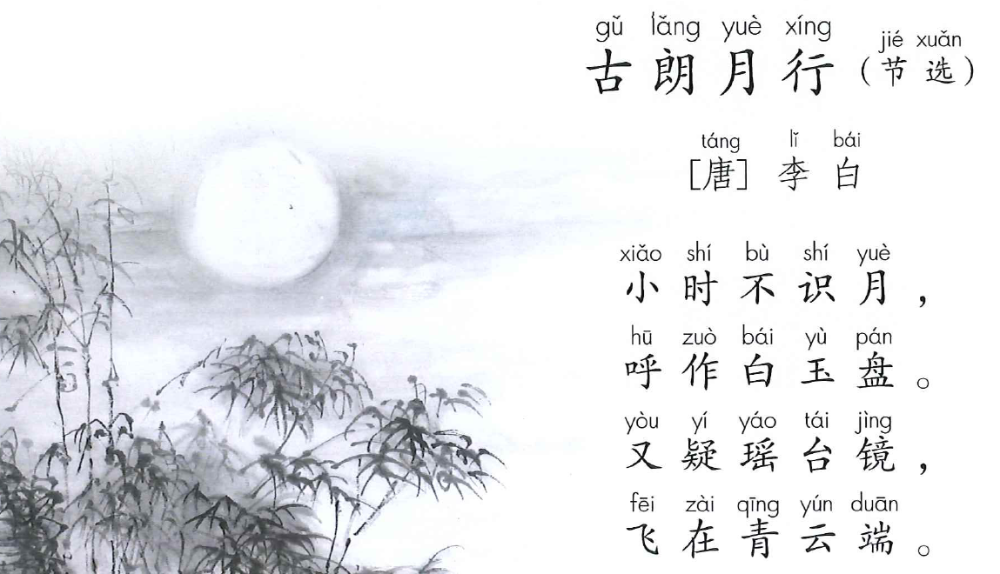 gǔ lǎng yuè xíng jié xuǎn
古朗月行(节选)
táng lǐ bái
[唐] 李白
xiǎo shí bù shí yuè
小时不识月，
hū zuò bái yù pán
呼作白玉盘。
yòu yí yáo tái jìng
又疑瑶台镜，
fēi zài qīng yún duān
飞在青云端。